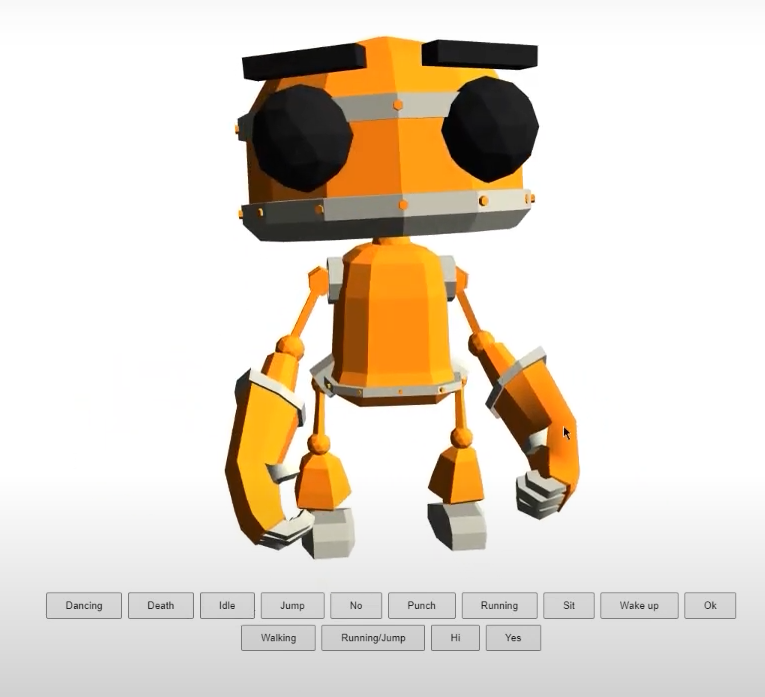 Dancing Death Idle Jump No Punch Running Sit Wake up Ok
Walking Running/Jump Hi Yes